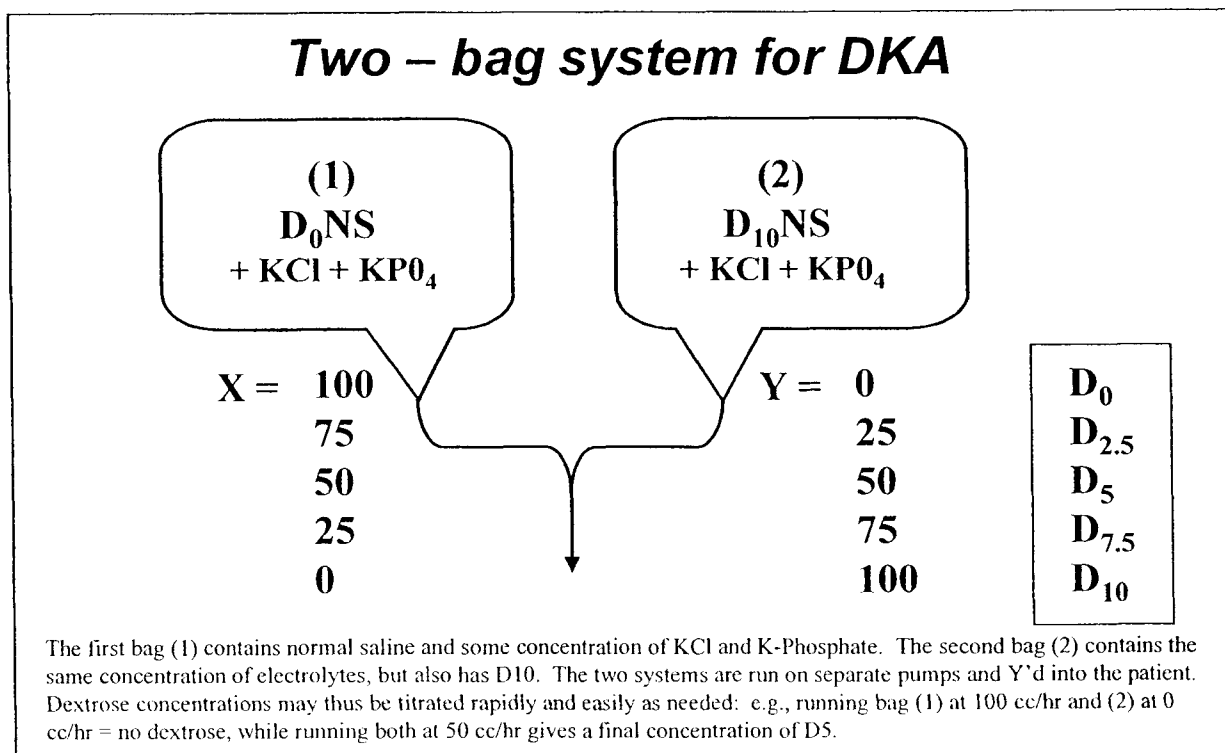 Two – bag system for DKA
(1)
D₀NS
+ KCl + KP0₄
(2)
D₁₀NS
+ KCl + KP0₄
X = 100
75
50
25
0
Y = 0
25
50
75
100
D₀
D₂.₅
D₅
D₇.₅
D₁₀
The first bag (1) contains normal saline and some concentration of KCl and K-Phosphate. The second bag (2) contains the
same concentration of electrolytes, but also has D10. The two systems are run on separate pumps and Y'd into the patient.
Dextrose concentrations may thus be titrated rapidly and easily as needed: e.g., running bag (1) at 100 cc/hr and (2) at 0
cc/hr = no dextrose, while running both at 50 cc/hr gives a final concentration of D5.